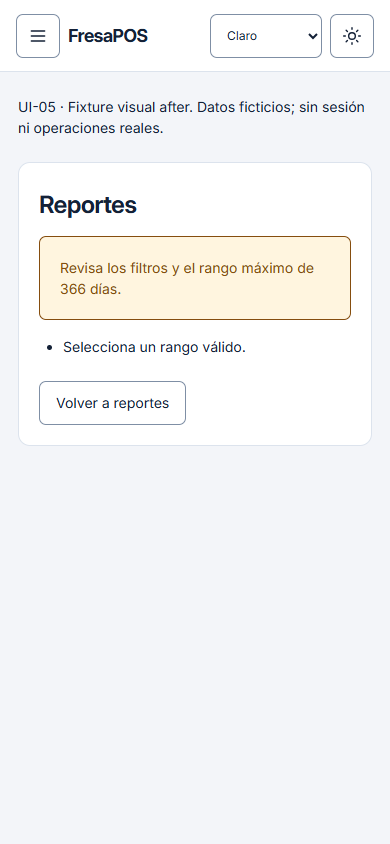 FresaPOS
Claro
UI-05 · Fixture visual after. Datos ficticios; sin sesión
ni operaciones reales.
Reportes
Revisa los filtros y el rango máximo de
366 días.
• Selecciona un rango válido.
Volver a reportes